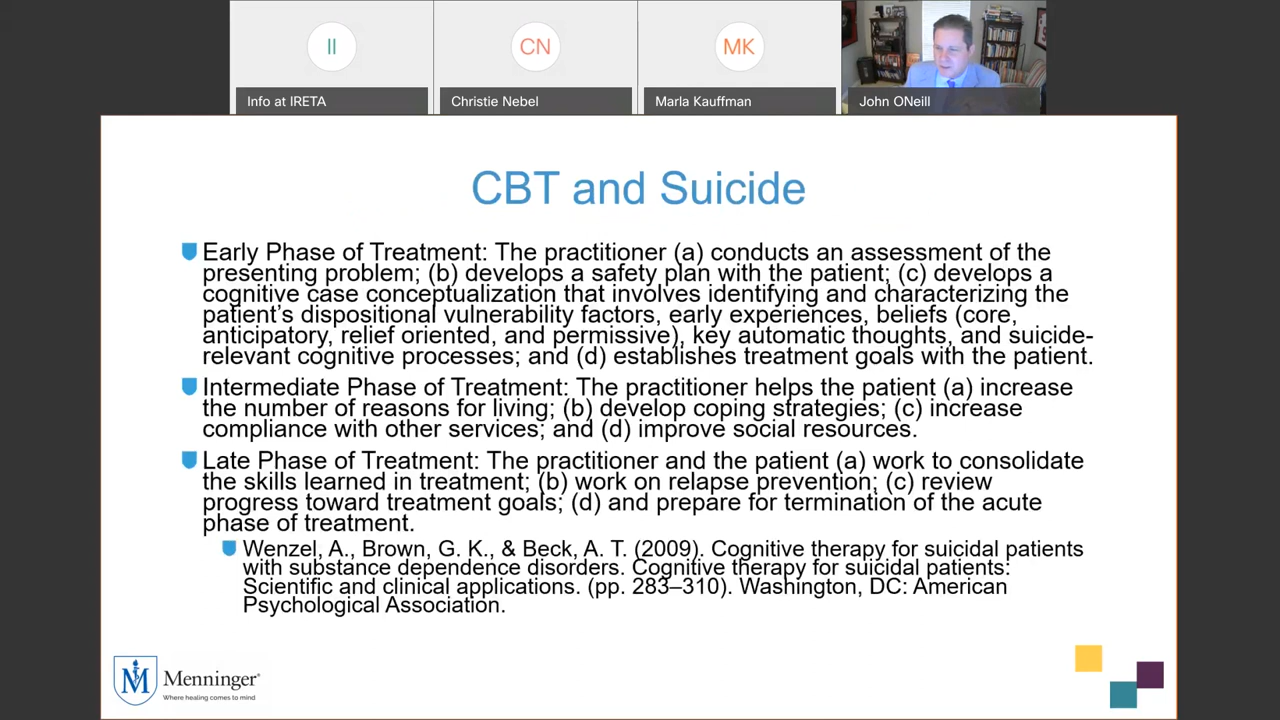 II
CN
MK
Info at IRETA
Christie Nebel
Marla Kauffman
John ONeill
CBT and Suicide
Early Phase of Treatment: The practitioner (a) conducts an assessment of the
presenting problem; (b) develops a safety plan with the patient; (c) develops a
cognitive case conceptualization that involves identifying and characterizing the
patient's dispositional vulnerability factors, early experiences, beliefs (core,
anticipatory, relief oriented, and permissive), key automatic thoughts, and suicide-
relevant cognitive processes; and (d) establishes treatment goals with the patient.
Intermediate Phase of Treatment: The practitioner helps the patient (a) increase
the number of reasons for living; (b) develop coping strategies; (c) increase
compliance with other services; and (d) improve social resources.
Late Phase of Treatment: The practitioner and the patient (a) work to consolidate
the skills learned in treatment; (b) work on relapse prevention; (c) review
progress toward treatment goals; (d) and prepare for termination of the acute
phase of treatment.
Wenzel, A., Brown, G. K., & Beck, A. T. (2009). Cognitive therapy for suicidal patients
with substance dependence disorders. Cognitive therapy for suicidal patients:
Scientific and clinical applications. (pp. 283–310). Washington, DC: American
Psychological Association.
M
Menninger®
Where healing comes to mind